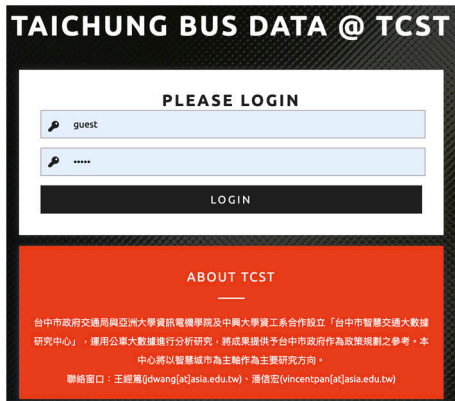 TAICHUNG BUS DATA @ TCST
PLEASE LOGIN
guest
•••••
LOGIN
ABOUT TCST
台中市政府交通局與亞洲大學資訊電機學院及中興大學資工系合作設立「台中市智慧交通大數據
研究中心」，運用公車大數據進行分析研究，將成果提供予台中市政府作為政策規劃之參考。本
中心將以智慧城市為主軸作為主要研究方向。
聯絡窗口：王經篤(jdwang[at]asia.edu.tw)、潘信宏(vincentpan[at]asia.edu.tw)